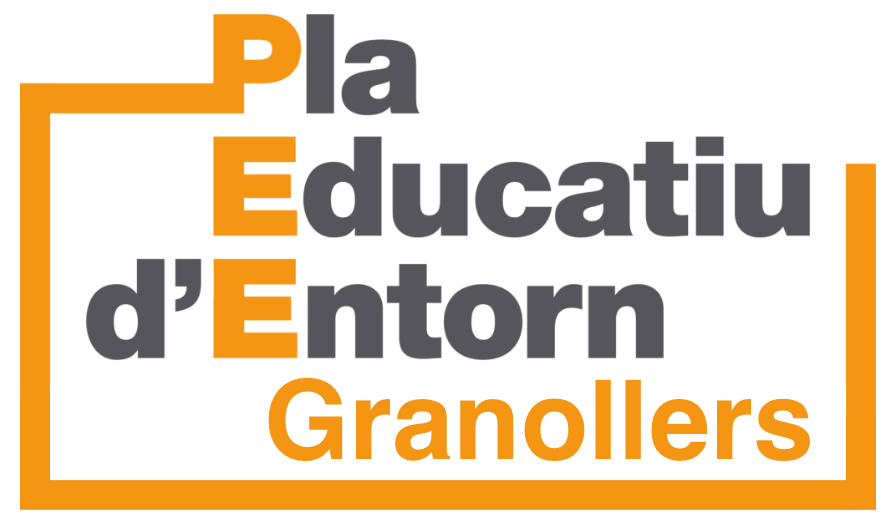 Pla
Educatiu
d'Entorn
Granollers